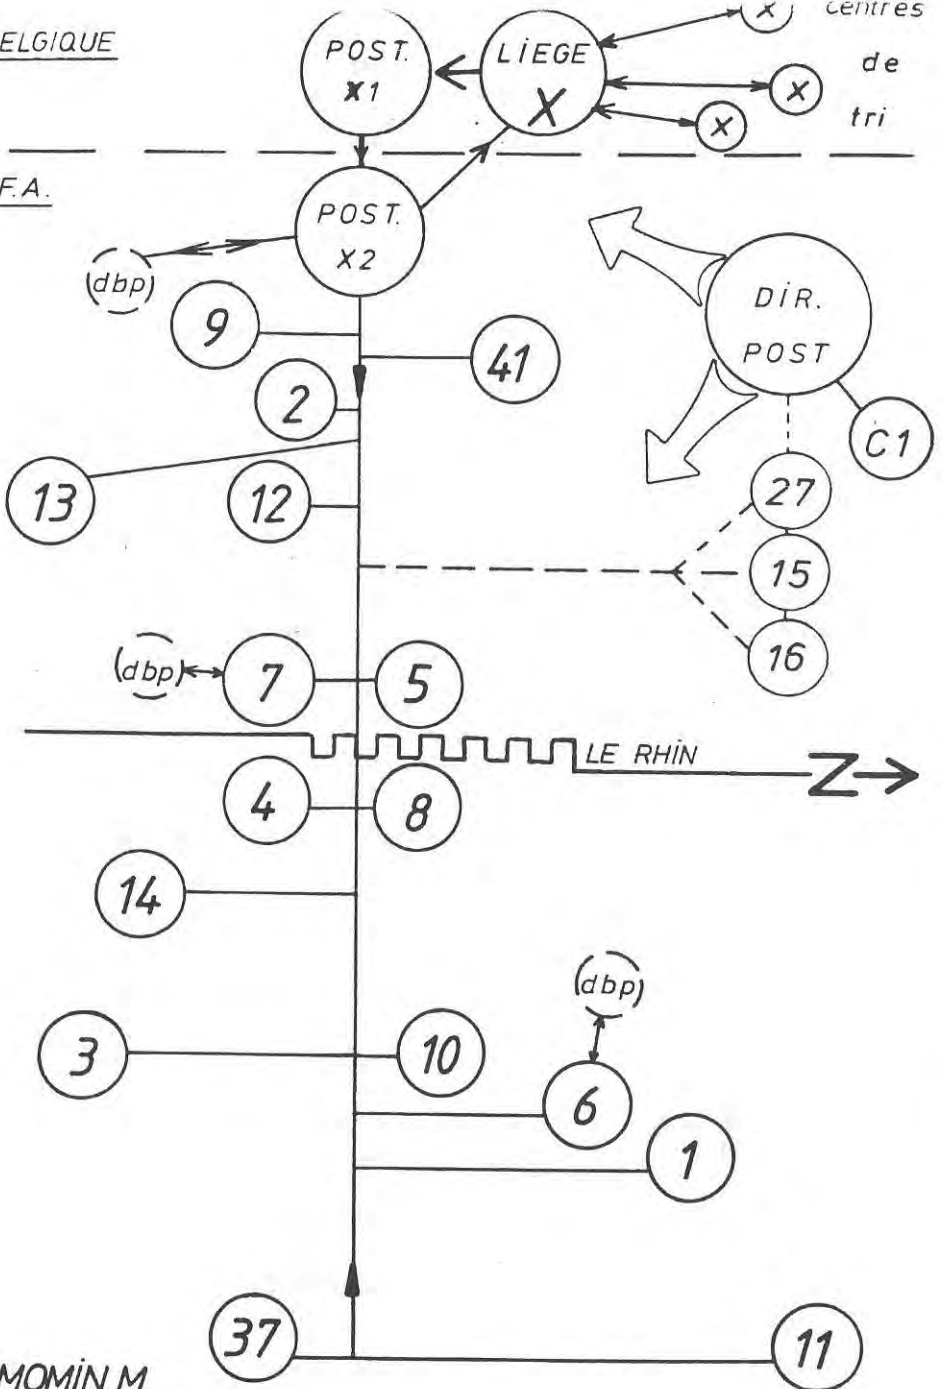 ELGIQUE
POST.
X1
LIÈGE
X
X
X
X
centres
de
tri
F.A.
POST.
X2
(dbp)
DIR.
POST
C1
9
41
2
13
12
27
15
16
(dbp)
7
5
LE RHIN
Z
4
8
14
(dbp)
3
10
6
1
37
11
MOMIN M